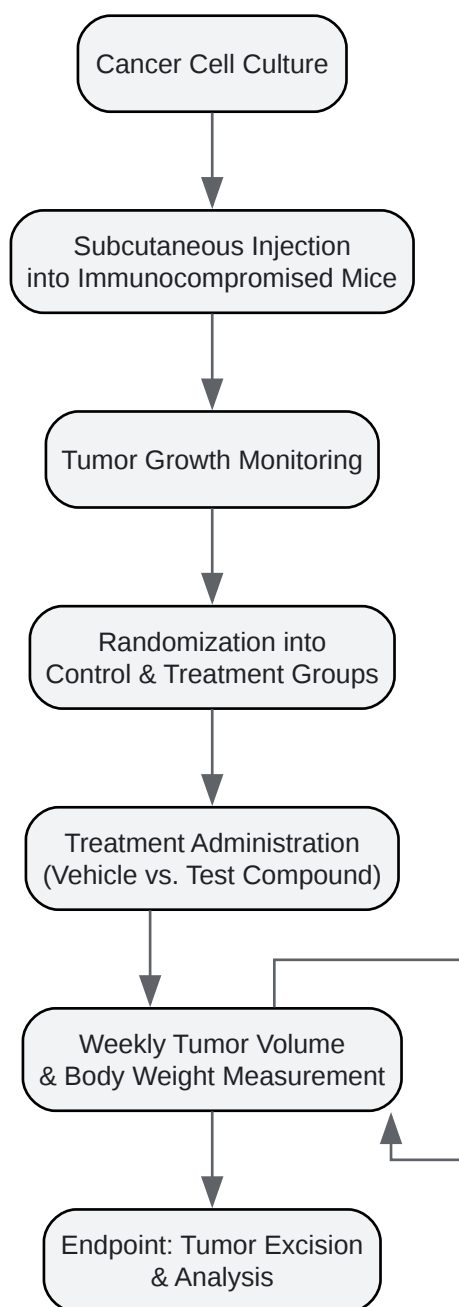 Cancer Cell Culture
Subcutaneous Injection
into Immunocompromised Mice
Tumor Growth Monitoring
Randomization into
Control & Treatment Groups
Treatment Administration
(Vehicle vs. Test Compound)
Weekly Tumor Volume
& Body Weight Measurement
Endpoint: Tumor Excision
& Analysis